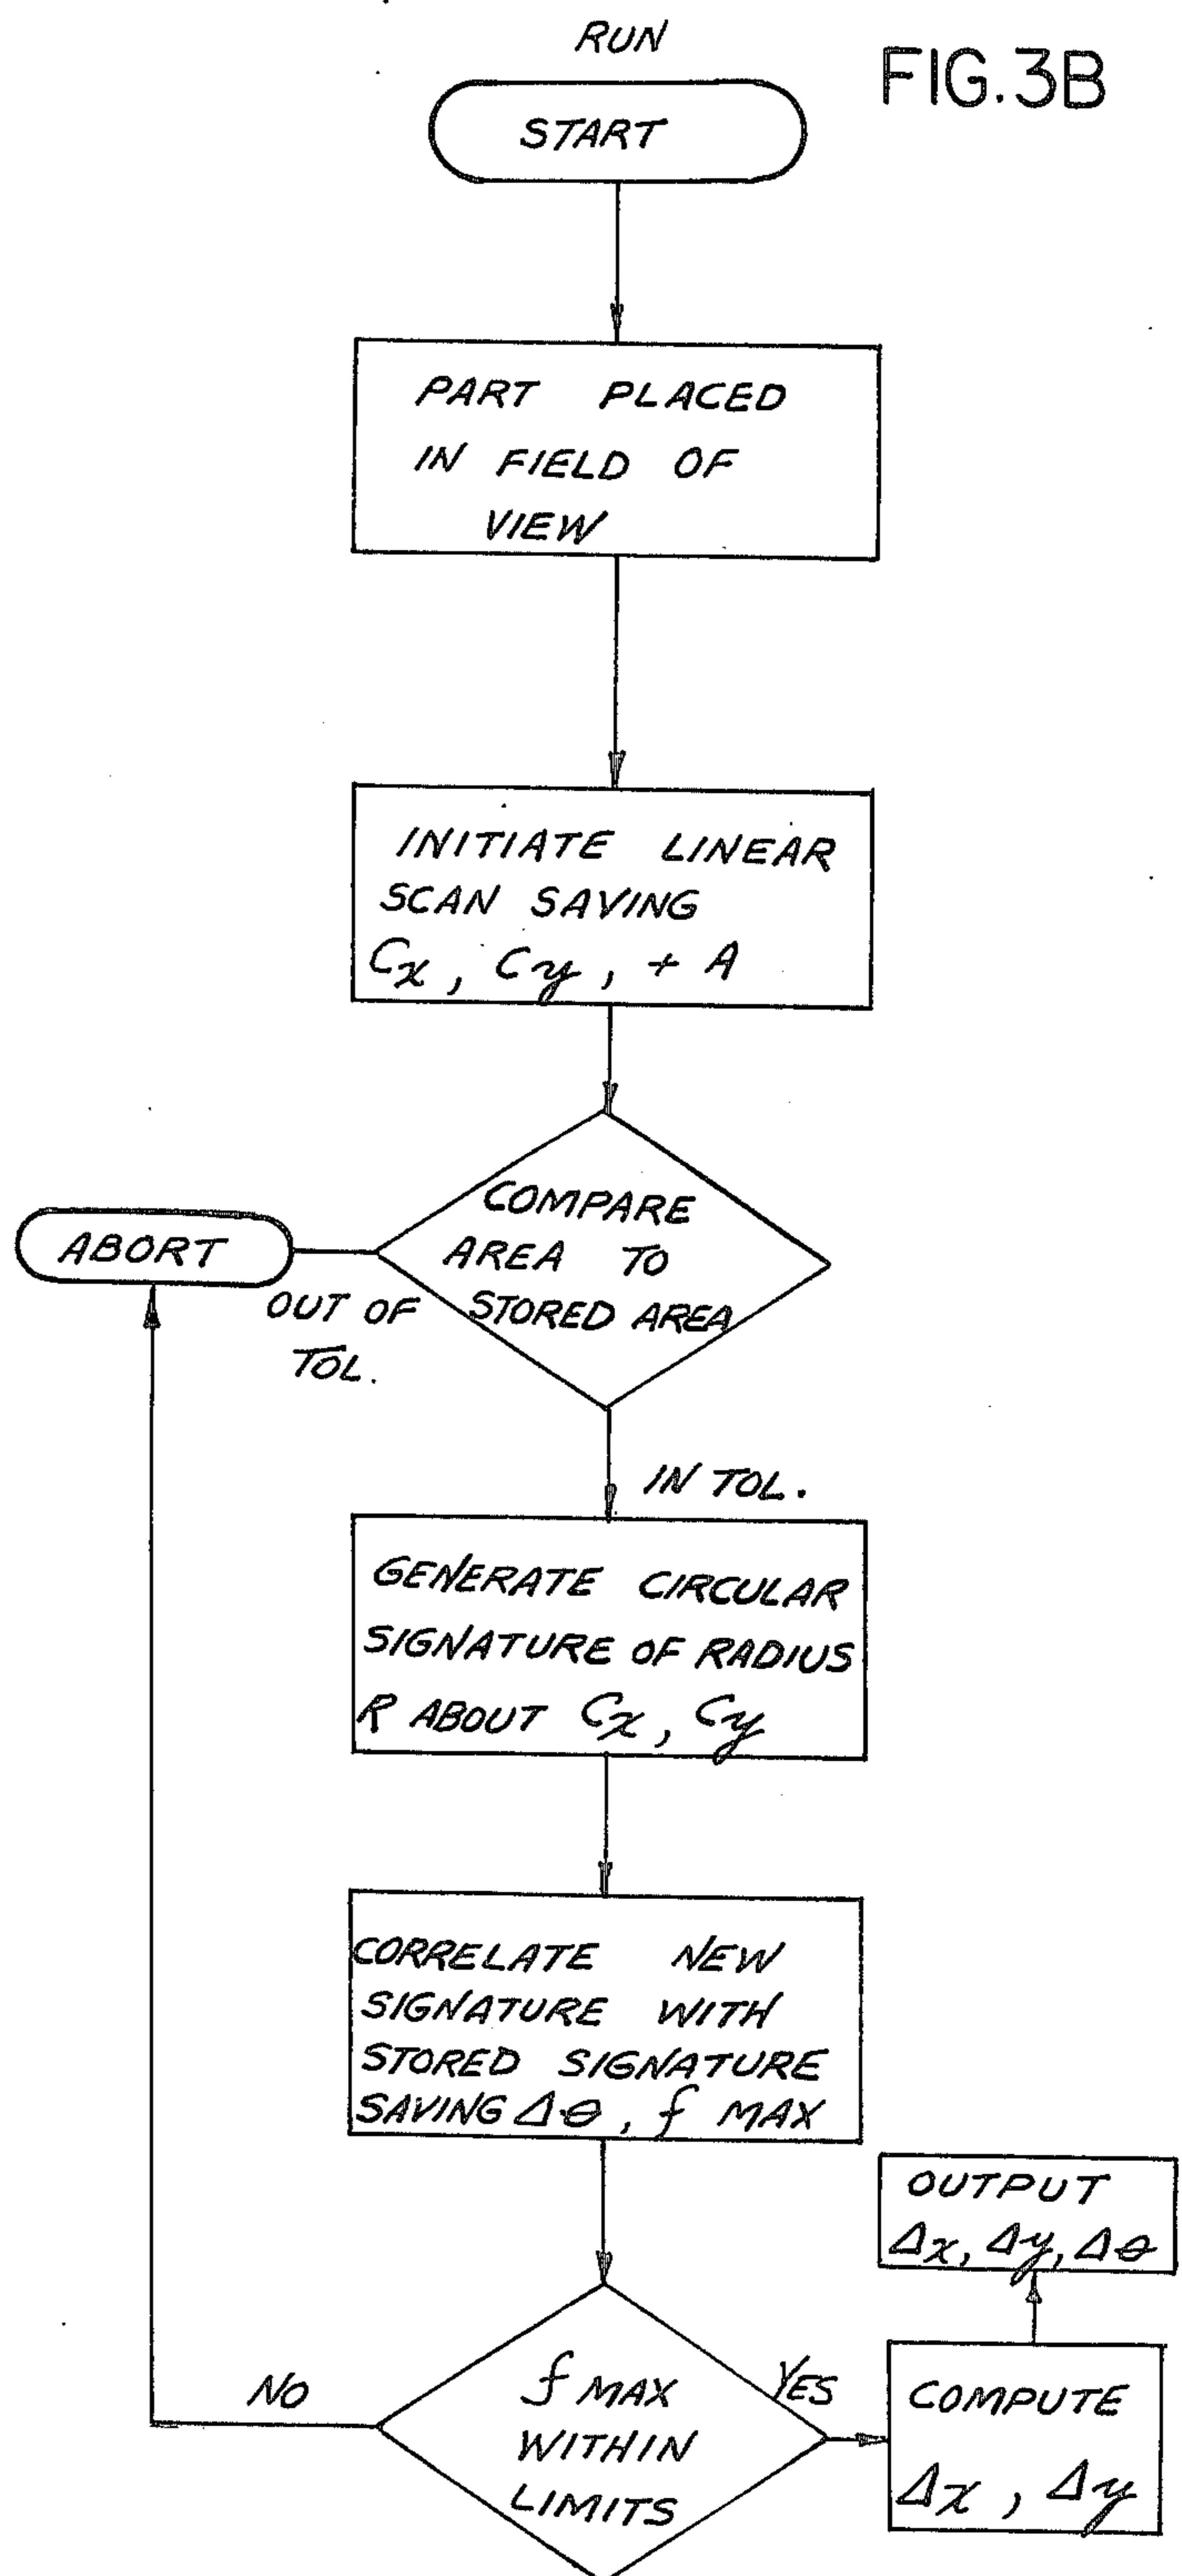 RUN
FIG. 3B
START
PART PLACED
IN FIELD OF
VIEW
INITIATE LINEAR
SCAN SAVING
Cx, Cy, + A
COMPARE
AREA TO
STORED AREA
ABORT
OUT OF
TOL.
IN TOL.
GENERATE CIRCULAR
SIGNATURE OF RADIUS
R ABOUT Cx, Cy
CORRELATE NEW
SIGNATURE WITH
STORED SIGNATURE
SAVING Δθ, f MAX
OUTPUT
Δx, Δy, Δθ
NO
f MAX
WITHIN
LIMITS
YES
COMPUTE
Δx, Δy